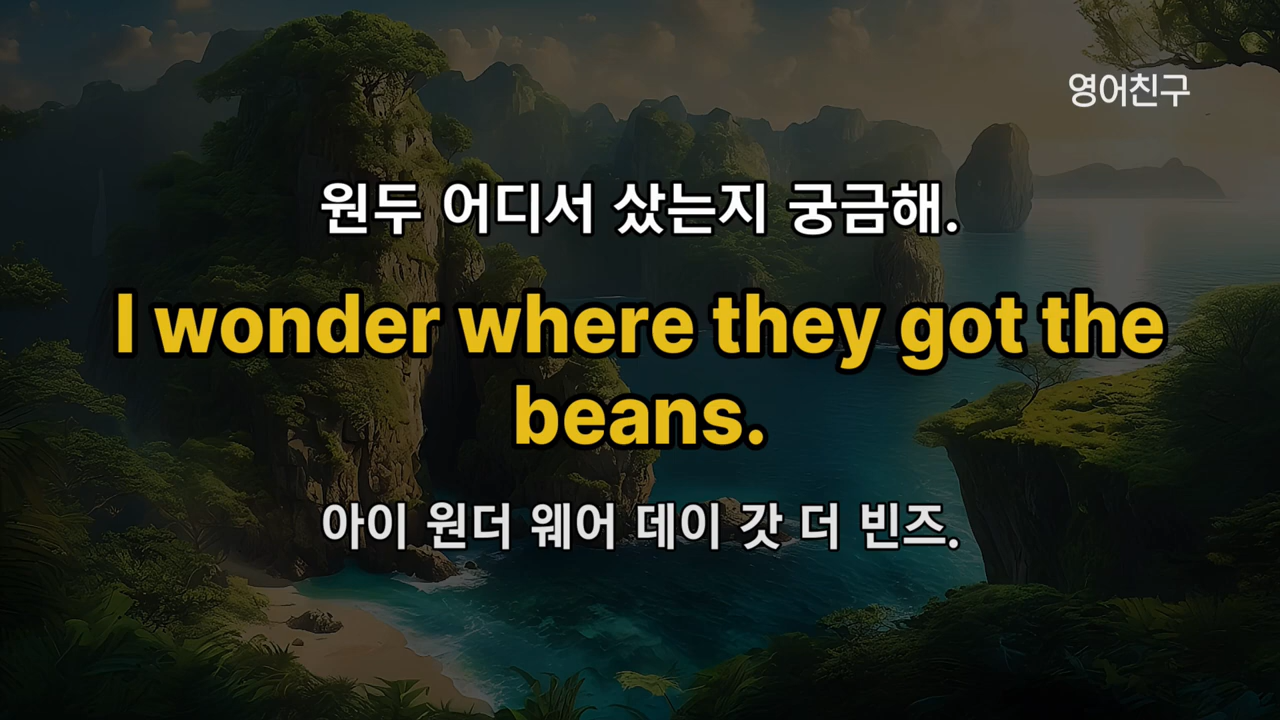 영어친구
원두 어디서 샀는지 궁금해.
I wonder where they got the
beans.
아이 원더 웨어 데이 갓 더 빈즈.